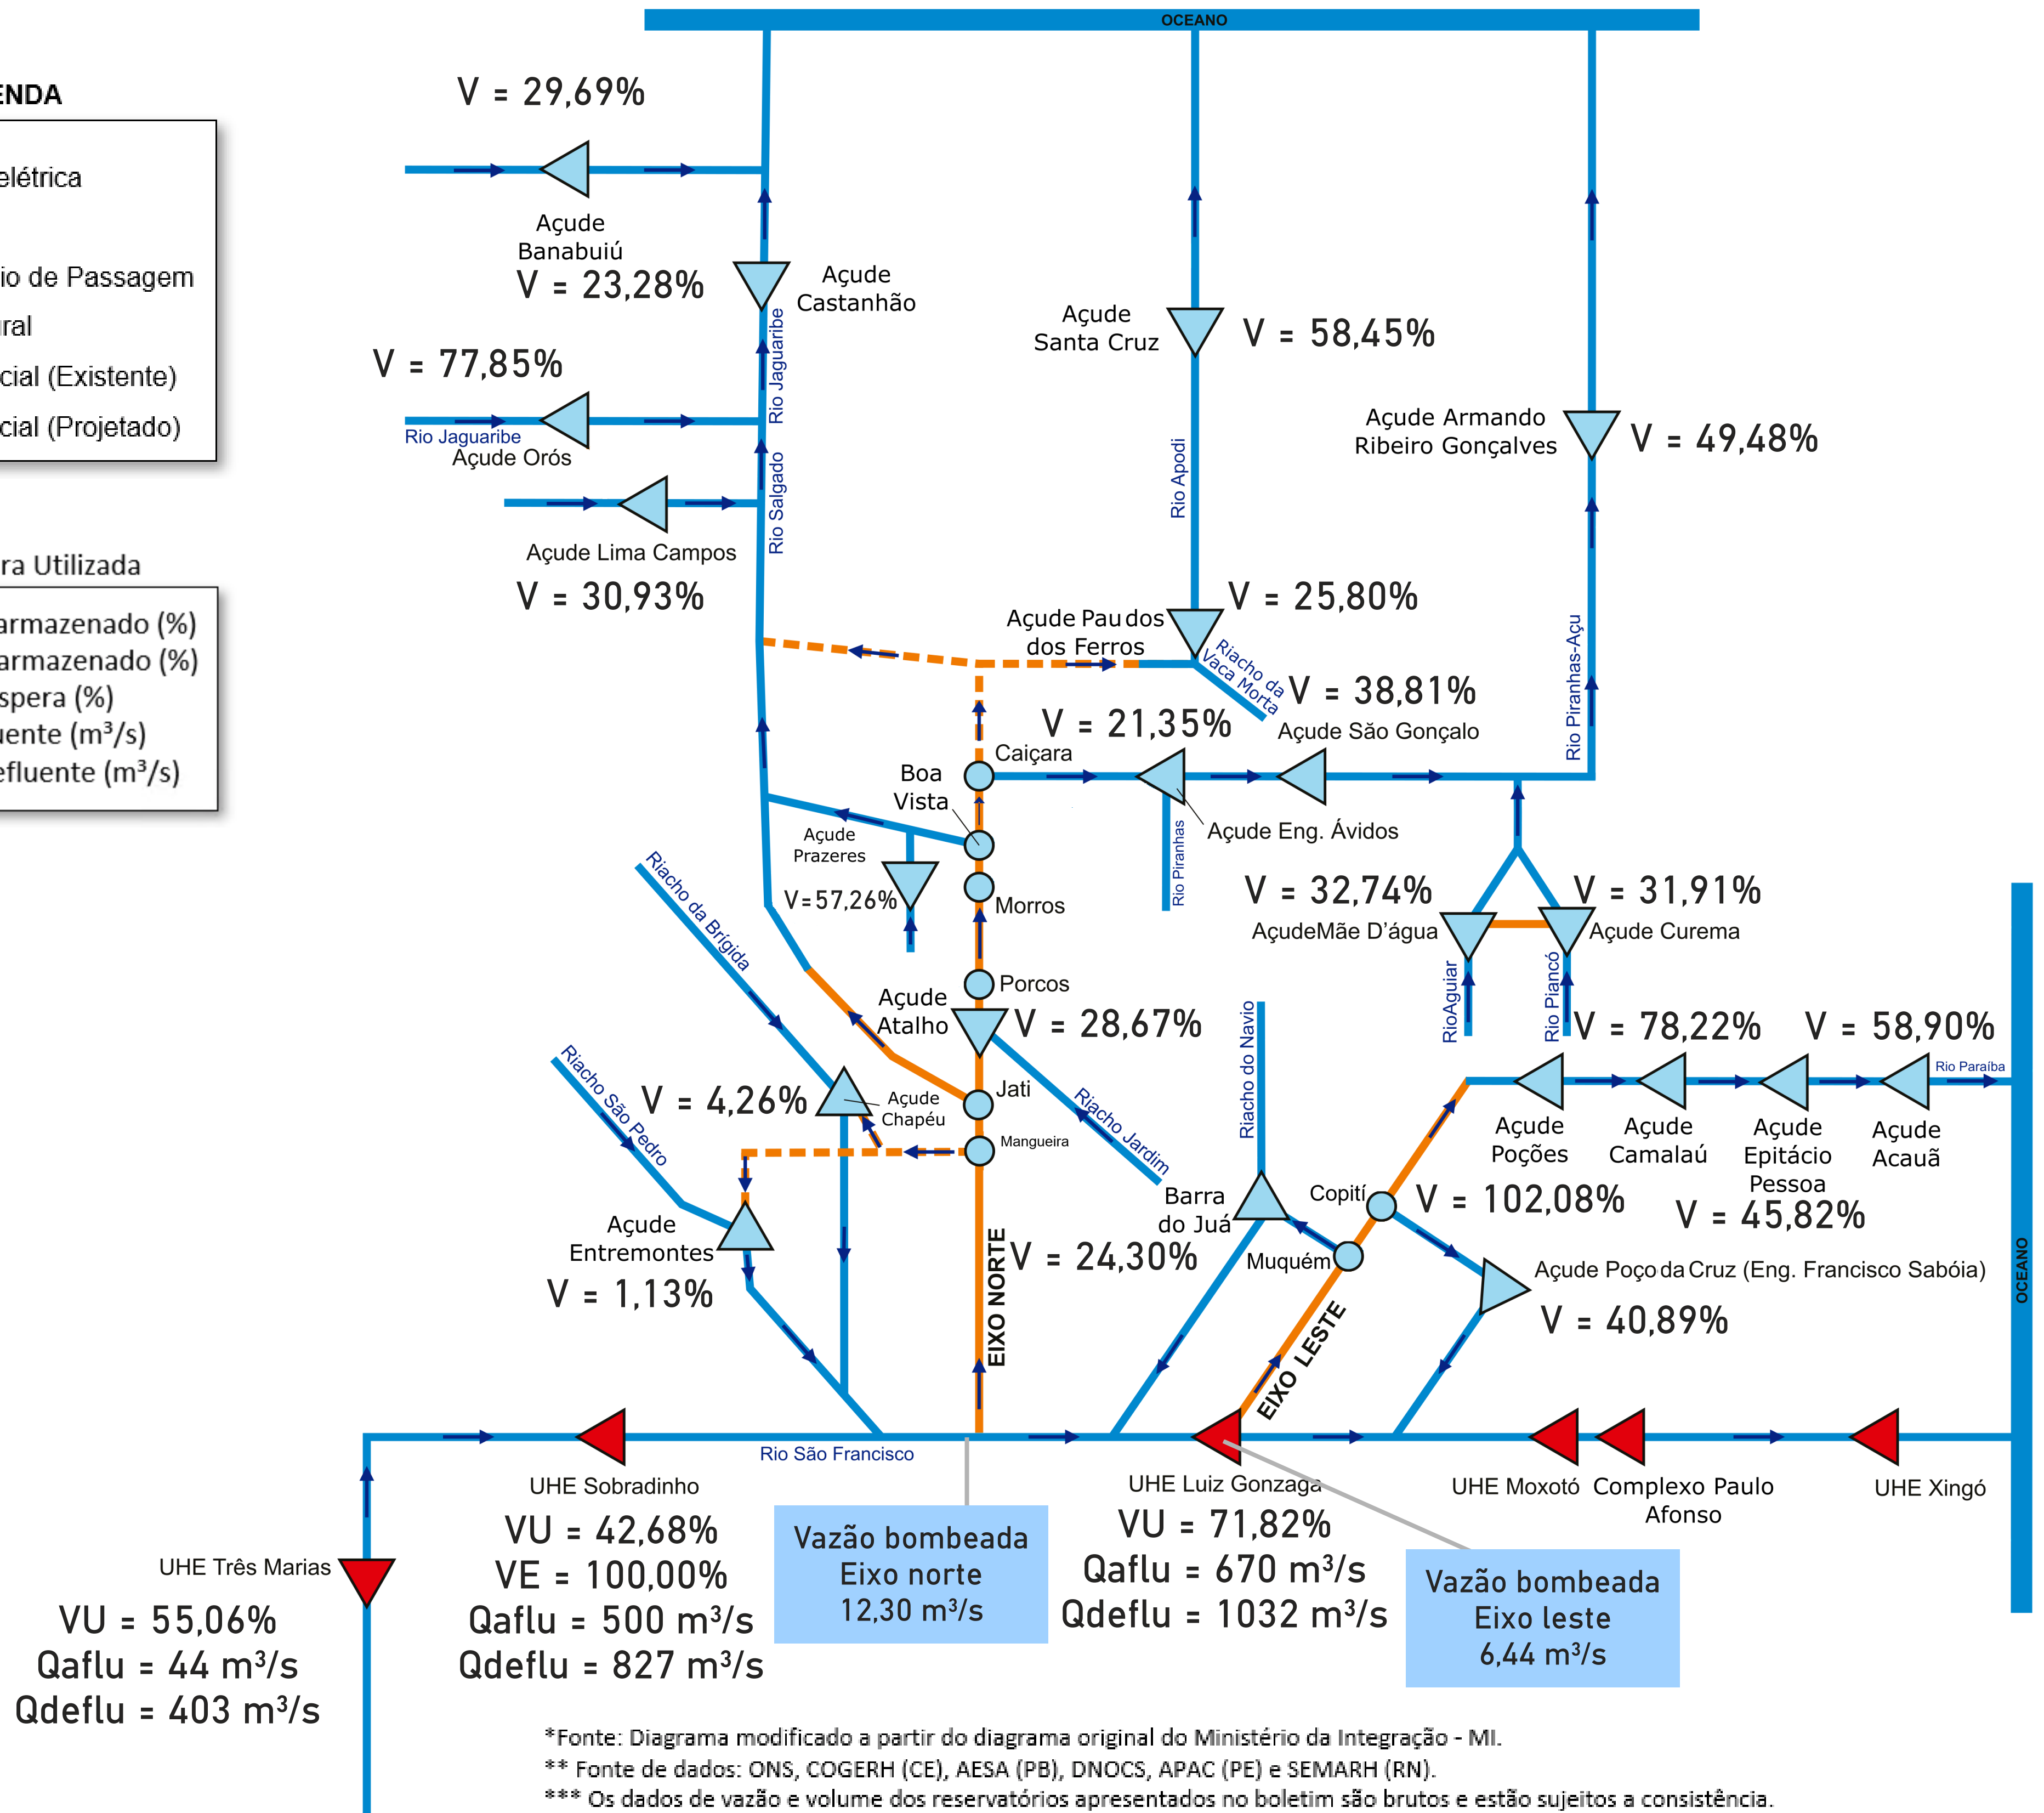 OCEANO
V = 29,69%
ENDA
elétrica
io de Passagem
ural
cial (Existente)
cial (Projetado)
Açude
Banabuiú
V = 23,28%
Açude
Castanhão
Rio Jaguaribe
V = 77,85%
Rio Jaguaribe
Açude Orós
Rio Salgado
Açude Lima Campos
V = 30,93%
Açude
Santa Cruz
V = 58,45%
Rio Apodi
Açude Armando
Ribeiro Gonçalves
V = 49,48%
ra Utilizada
armazenado (%)
armazenado (%)
spera (%)
uente (m³/s)
efluente (m³/s)
Açude Pau dos
dos Ferros
V = 25,80%
Riacho da
Vaca Morta
V = 38,81%
Açude São Gonçalo
Rio Piranhas-Açu
V = 21,35%
Caiçara
Boa
Vista
Açude Eng. Ávidos
Rio Piranhas
Açude
Prazeres
V= 57,26%
Morros
Riacho da Brígida
V = 32,74%
AçudeMãe D'água
V = 31,91%
Açude Curema
RioAguiar
Rio Piancó
Porcos
Açude
Atalho
V = 28,67%
Riacho do Navio
V = 78,22%
V = 58,90%
Rio Paraíba
Riacho São Pedro
V = 4,26%
Açude
Chapéu
Jati
Mangueira
Riacho Jardim
Açude
Poções
Açude
Camalaú
Açude
Epitácio
Pessoa
Açude
Acauã
Barra
do Juá
Copití
V = 102,08%
V = 45,82%
Açude
Entremontes
V = 1,13%
EIXO NORTE
V = 24,30%
Muquém
Açude Poço da Cruz (Eng. Francisco Sabóia)
V = 40,89%
EIXO LESTE
OCEANO
Rio São Francisco
UHE Sobradinho
VU = 42,68%
VE = 100,00%
Qaflu = 500 m³/s
Qdeflu = 827 m³/s
Vazão bombeada
Eixo norte
12,30 m³/s
UHE Luiz Gonzaga
VU = 71,82%
Qaflu = 670 m³/s
Qdeflu = 1032 m³/s
Vazão bombeada
Eixo leste
6,44 m³/s
UHE Moxotó
Complexo Paulo
Afonso
UHE Xingó
UHE Três Marias
VU = 55,06%
Qaflu = 44 m³/s
Qdeflu = 403 m³/s
*Fonte: Diagrama modificado a partir do diagrama original do Ministério da Integração - MI.
** Fonte de dados: ONS, COGERH (CE), AESA (PB), DNOCS, APAC (PE) e SEMARH (RN).
*** Os dados de vazão e volume dos reservatórios apresentados no boletim são brutos e estão sujeitos a consistência.